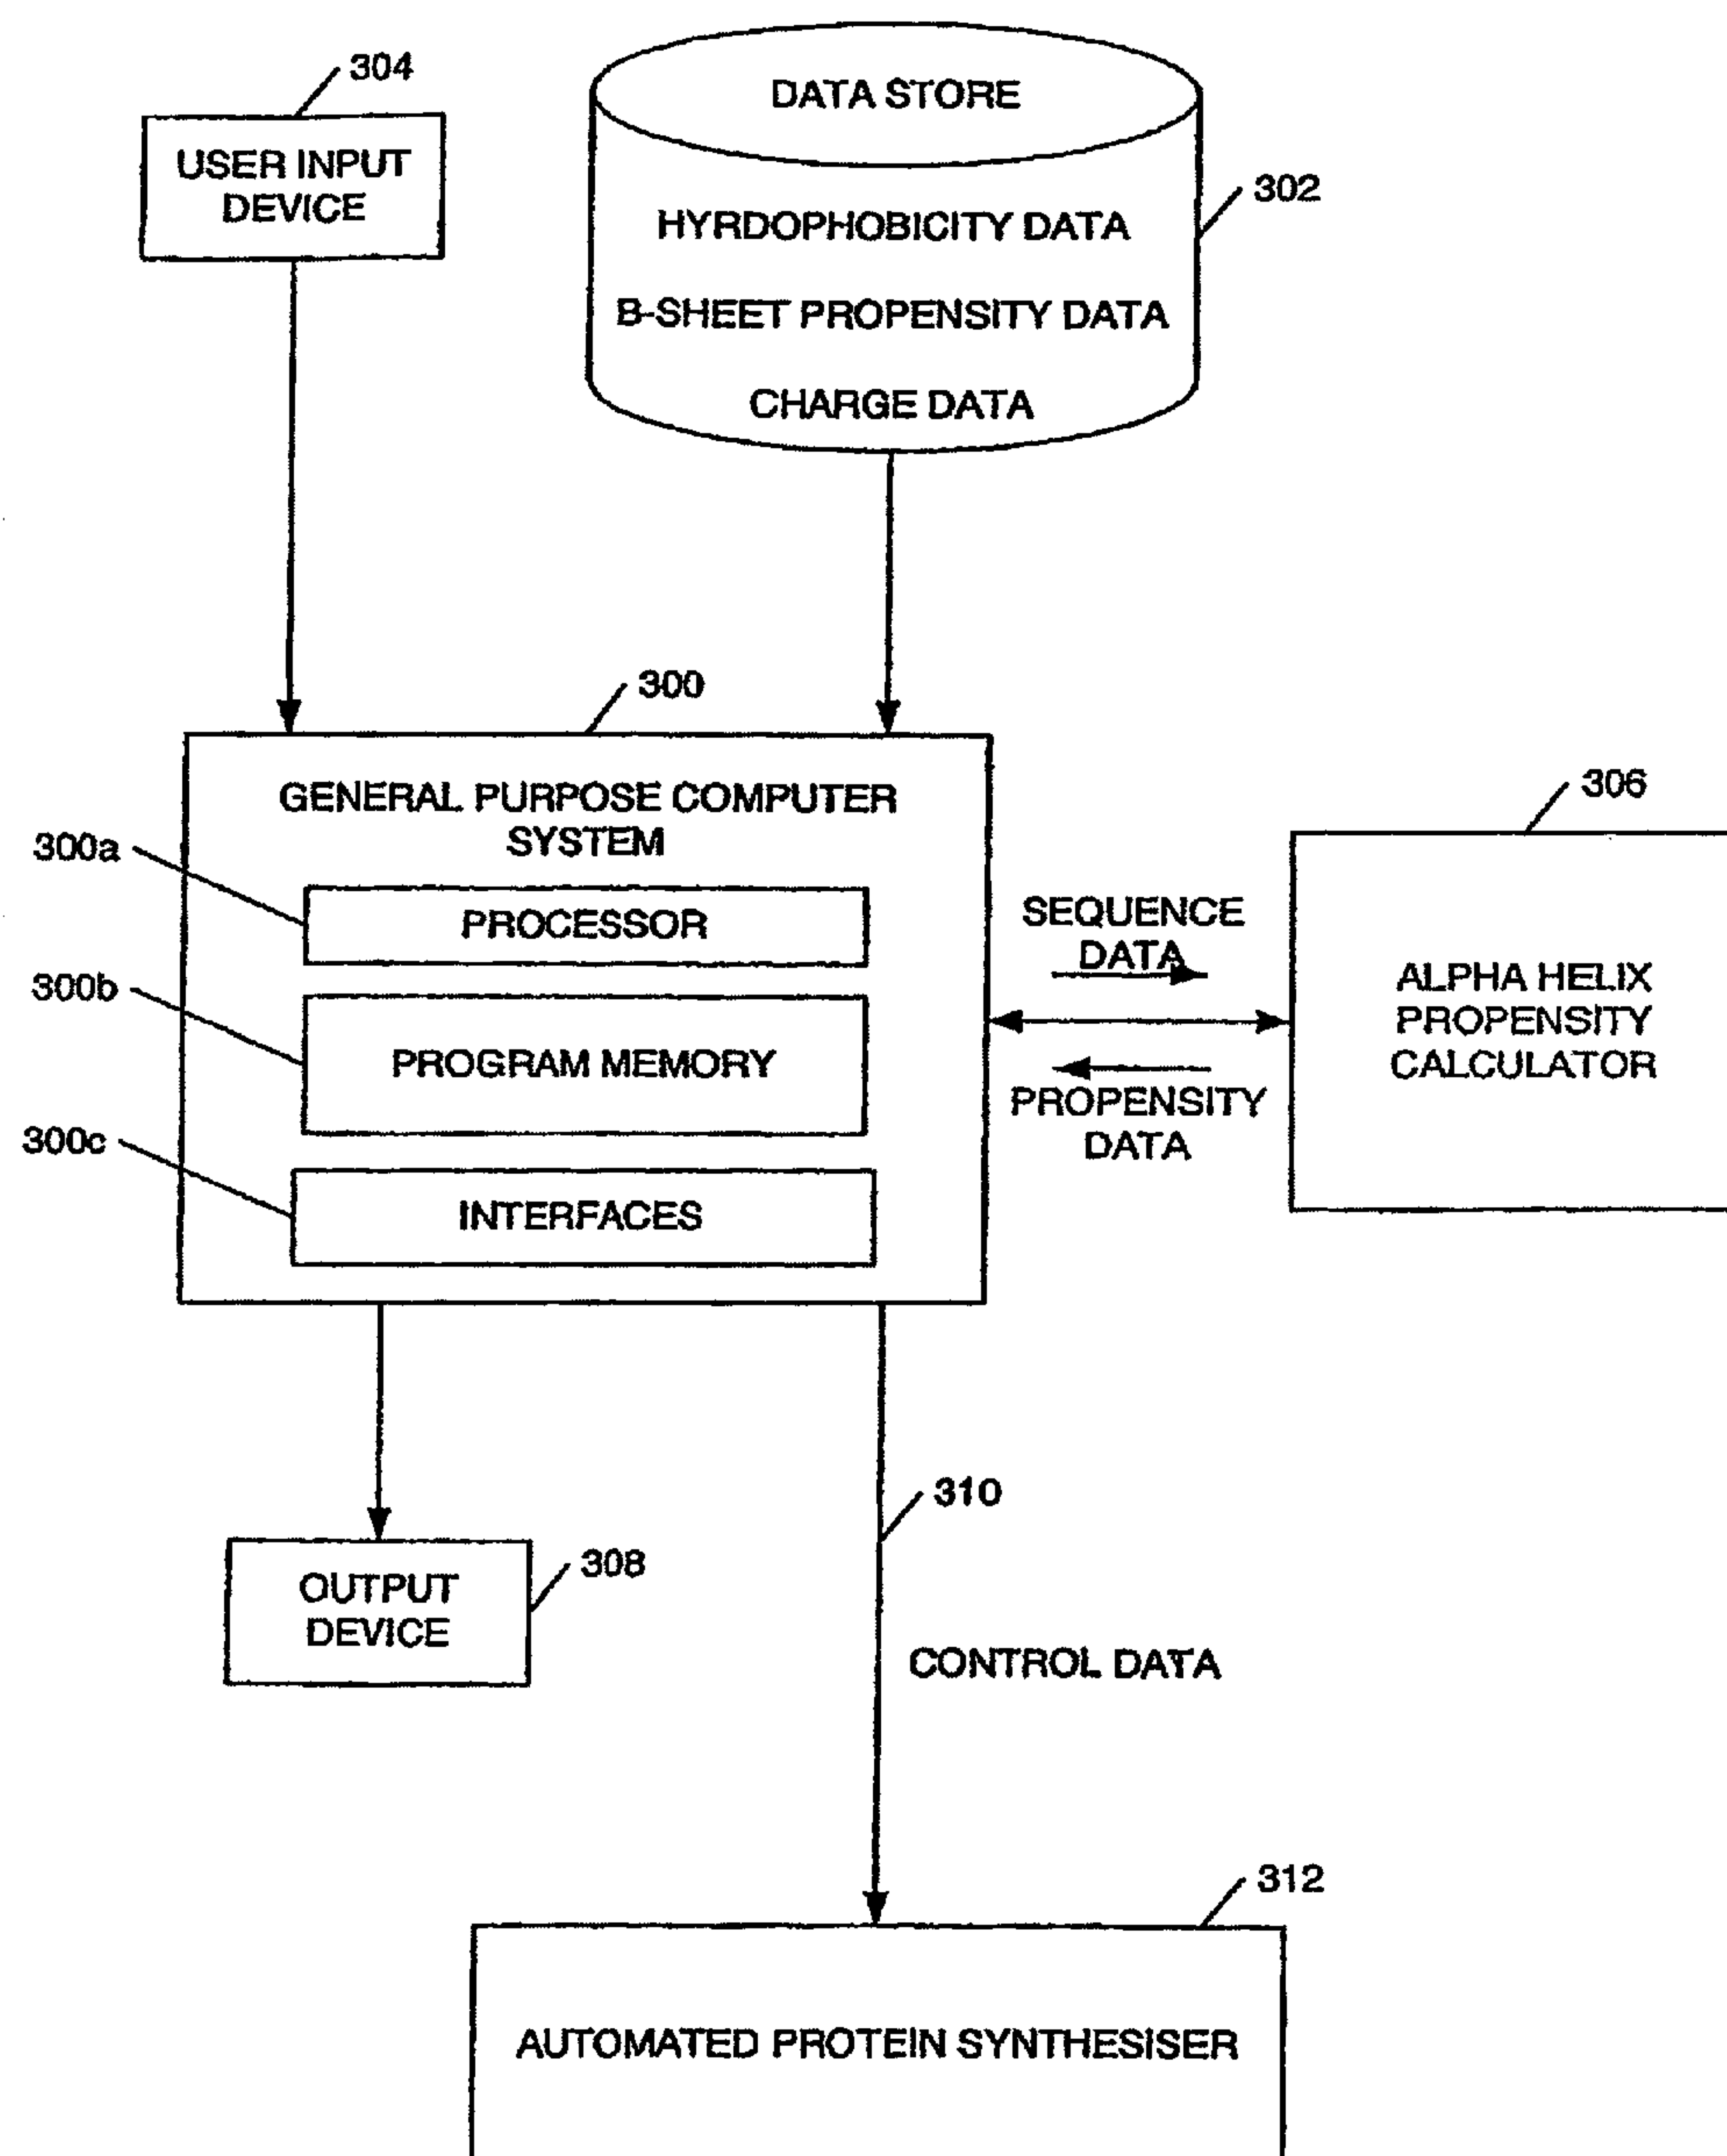 304
USER INPUT
DEVICE
DATA STORE
302
HYRDOPHOBICITY DATA
B-SHEET PROPENSITY DATA
CHARGE DATA
300
GENERAL PURPOSE COMPUTER
SYSTEM
300a
PROCESSOR
300b
PROGRAM MEMORY
300c
INTERFACES
SEQUENCE
DATA
PROPENSITY
DATA
306
ALPHA HELIX
PROPENSITY
CALCULATOR
308
OUTPUT
DEVICE
310
CONTROL DATA
312
AUTOMATED PROTEIN SYNTHESISER